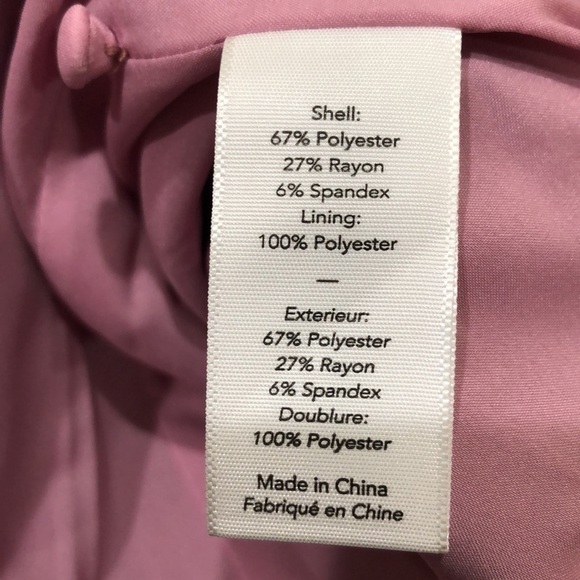 Shell:
67% Polyester
27% Rayon
6% Spandex
Lining:
100% Polyester
—
Exterieur:
67% Polyester
27% Rayon
6% Spandex
Doublure:
100% Polyester
Made in China
Fabriqué en Chine